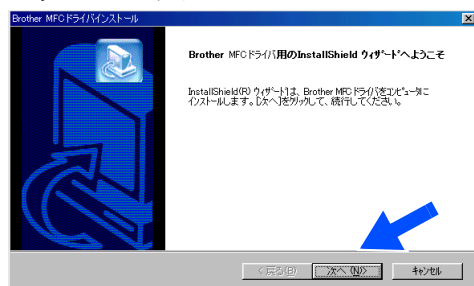 Brother MFCドライバインストール
Brother MFCドライバ用のInstallShield ウィザードへようこそ
InstallShield(R) ウィザードは、Brother MFCドライバをコンピュータに
インストールします。[次へ]をクリックして、続行してください。
< 戻る(B) 次へ (N)> キャンセル